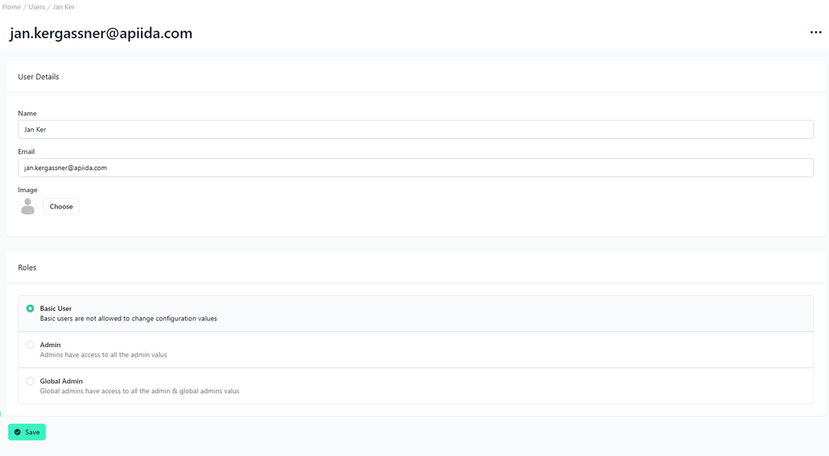 Home / Users / Jan Ker
jan.kergassner@apiida.com
User Details
Name
Jan Ker
Email
jan.kergassner@apiida.com
Image
Choose
Roles
Basic User
Basic users are not allowed to change configuration values
Admin
Admins have access to all the admin valus
Global Admin
Global admins have access to all the admin & global admins valus
Save